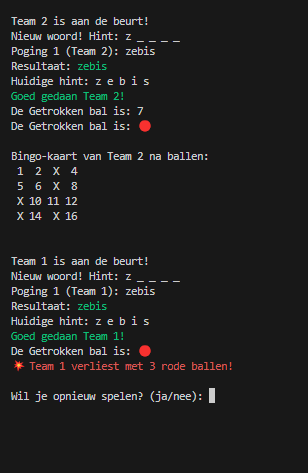 Team 2 is aan de beurt!
Nieuw woord! Hint: z _ _ _ _
Poging 1 (Team 2): zebis
Resultaat: zebis
Huidige hint: z e b i s
Goed gedaan Team 2!
De Getrokken bal is: 7
De Getrokken bal is: 🔴
Bingo-kaart van Team 2 na ballen:
1 2 X 4
5 6 X 8
X 10 11 12
X 14 X 16
Team 1 is aan de beurt!
Nieuw woord! Hint: z _ _ _ _
Poging 1 (Team 1): zebis
Resultaat: zebis
Huidige hint: z e b i s
Goed gedaan Team 1!
De Getrokken bal is: 🔴
💥 Team 1 verliest met 3 rode ballen!
Wil je opnieuw spelen? (ja/nee):